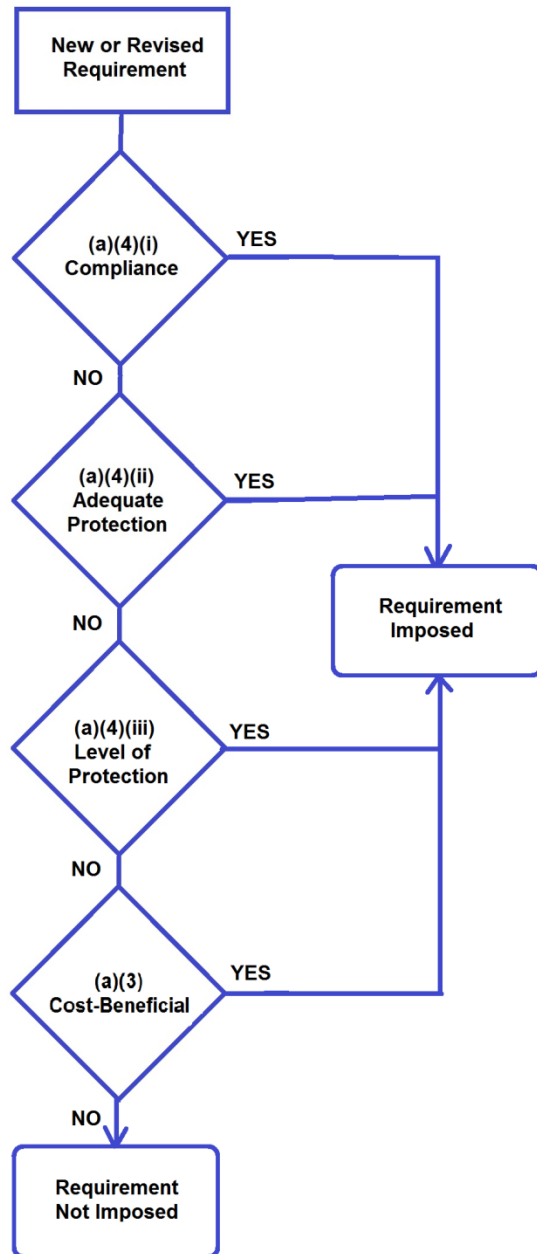 New or Revised
Requirement
(a)(4)(i)
Compliance
YES
NO
(a)(4)(ii)
Adequate
Protection
YES
NO
Requirement
Imposed
(a)(4)(iii)
Level of
Protection
YES
NO
(a)(3)
Cost-Beneficial
YES
NO
Requirement
Not Imposed